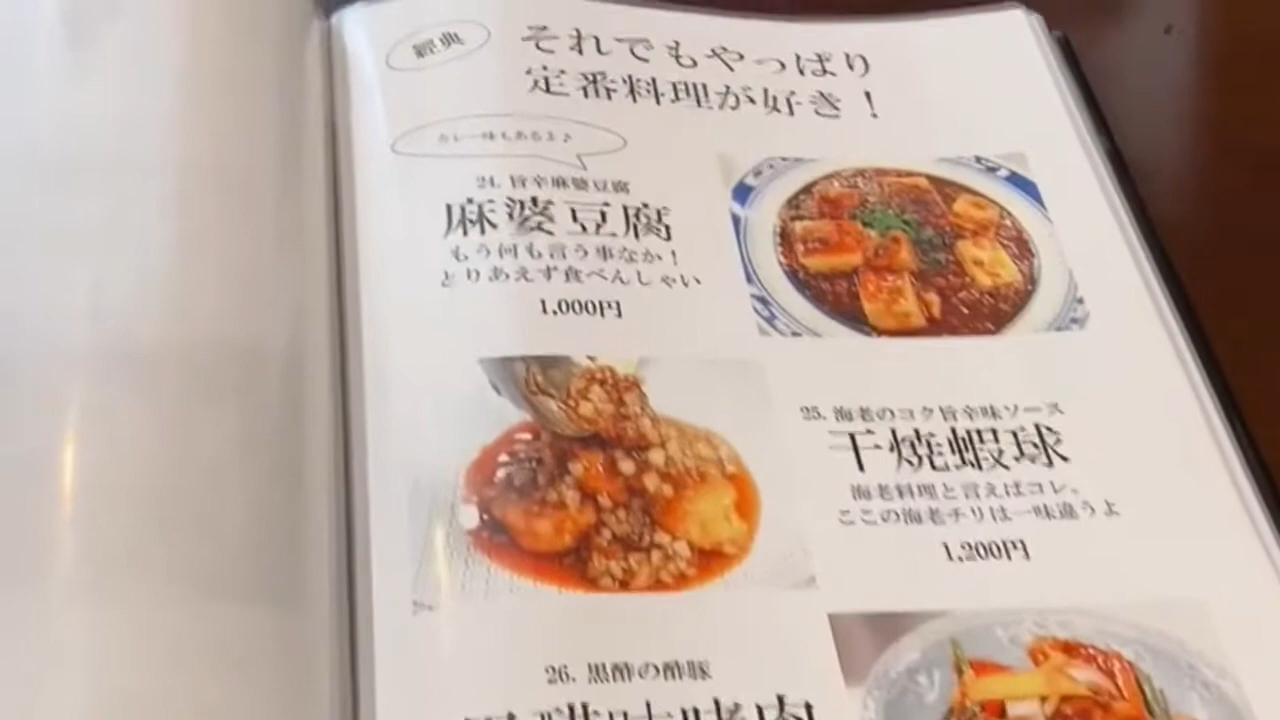 經典
それでもやっぱり
定番料理が好き！
カレー味もあるよ♪
24. 旨辛麻婆豆腐
麻婆豆腐
もう何も言う事なか！
とりあえず食べんしゃい
1,000円
25. 海老のコク旨辛味ソース
干焼蝦球
海老料理と言えばコレ。
ここの海老チリは一味違うよ
1,200円
26. 黒酢の酢豚